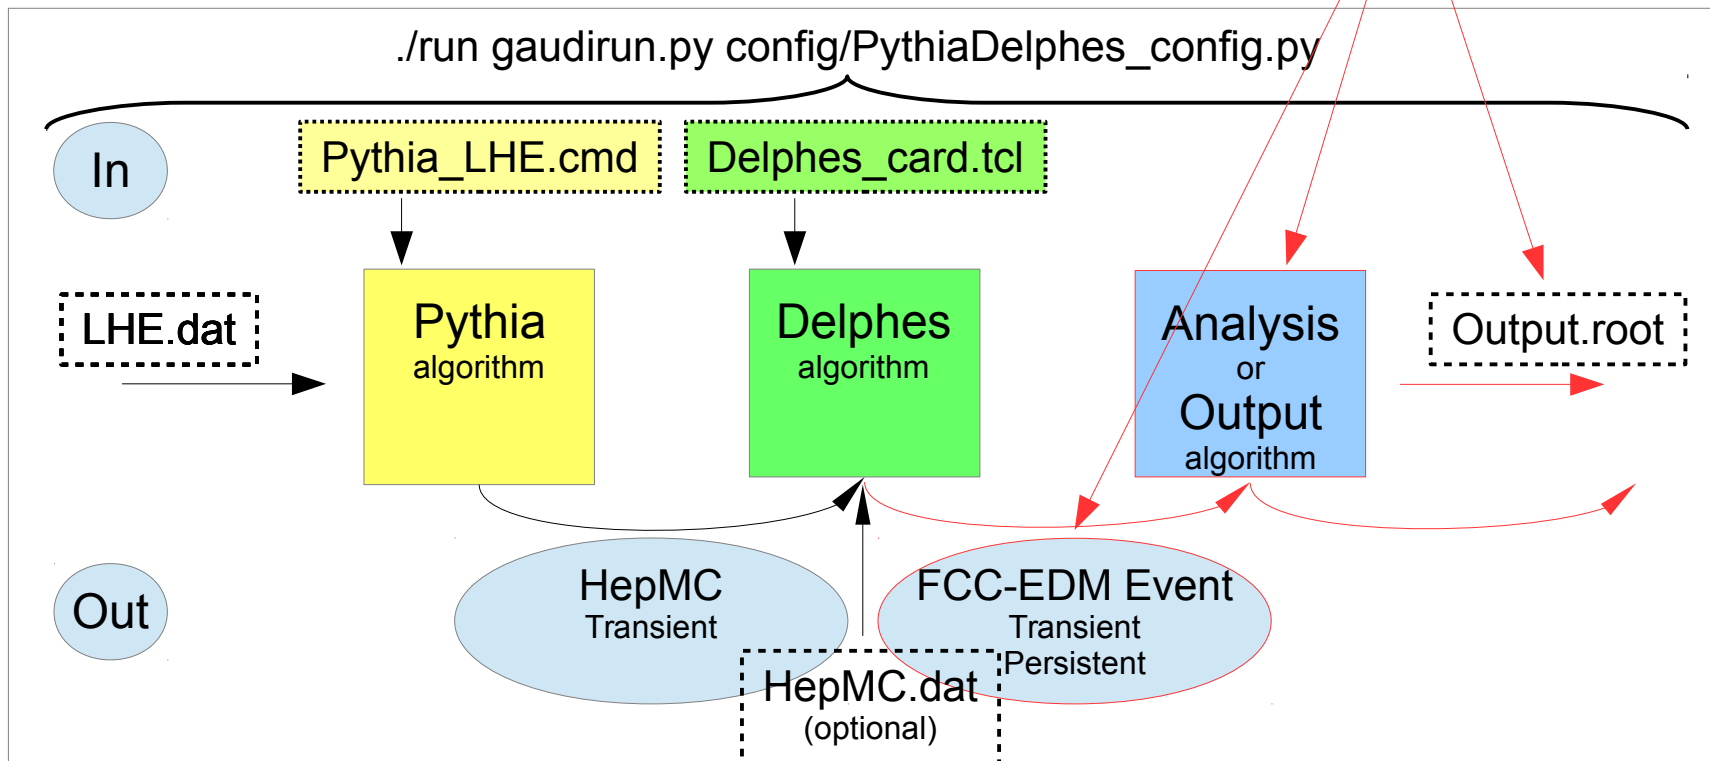 ./run gaudirun.py config/PythiaDelphes_config.py
In
Pythia_LHE.cmd
Delphes_card.tcl
LHE.dat
Pythia
algorithm
Delphes
algorithm
Analysis
or
Output
algorithm
Output.root
Out
HepMC
Transient
FCC-EDM Event
Transient
Persistent
HepMC.dat
(optional)